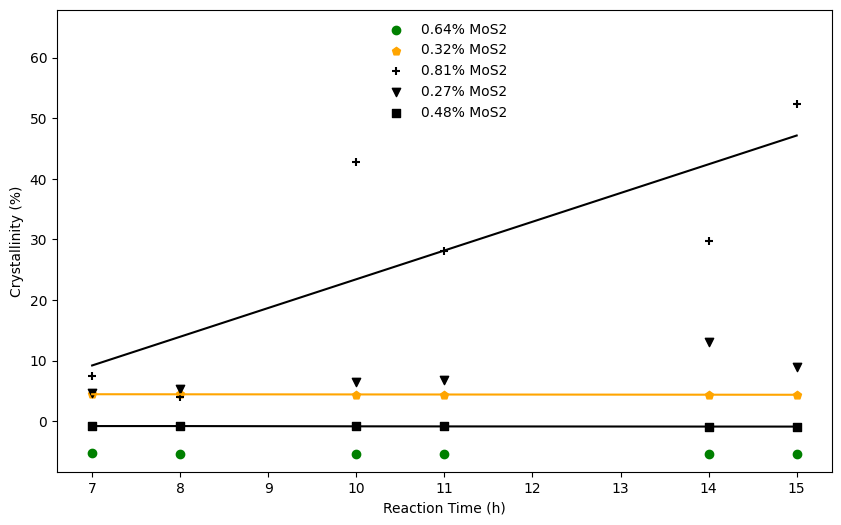 0.64% MoS2
0.32% MoS2
0.81% MoS2
0.27% MoS2
0.48% MoS2
Crystallinity (%)
60
50
40
30
20
10
0
7 8 9 10 11 12 13 14 15
Reaction Time (h)